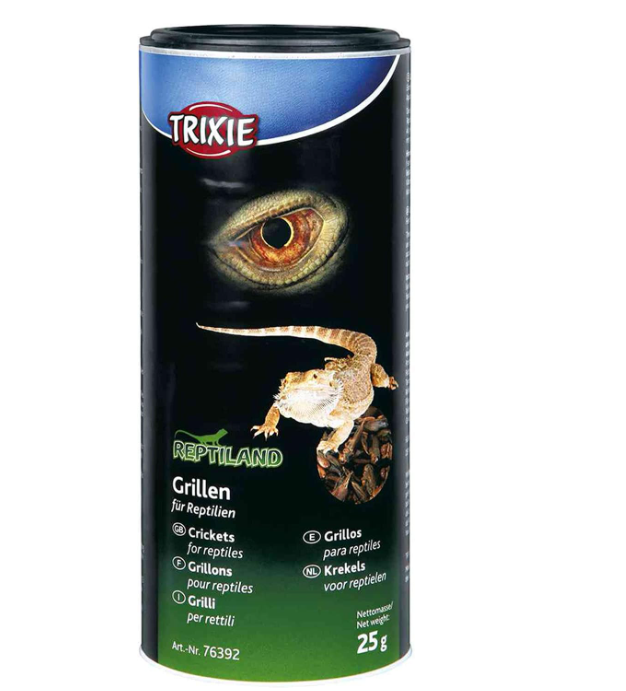 TRIXIE
REPTILAND
Grillen
für Reptilien
GB Crickets
for reptiles
F Grillons
pour reptiles
I Grilli
per rettili
E Grillos
para reptiles
NL Krekels
voor reptielen
Art.-Nr. 76392
Nettomasse/
Net weight:
25 g